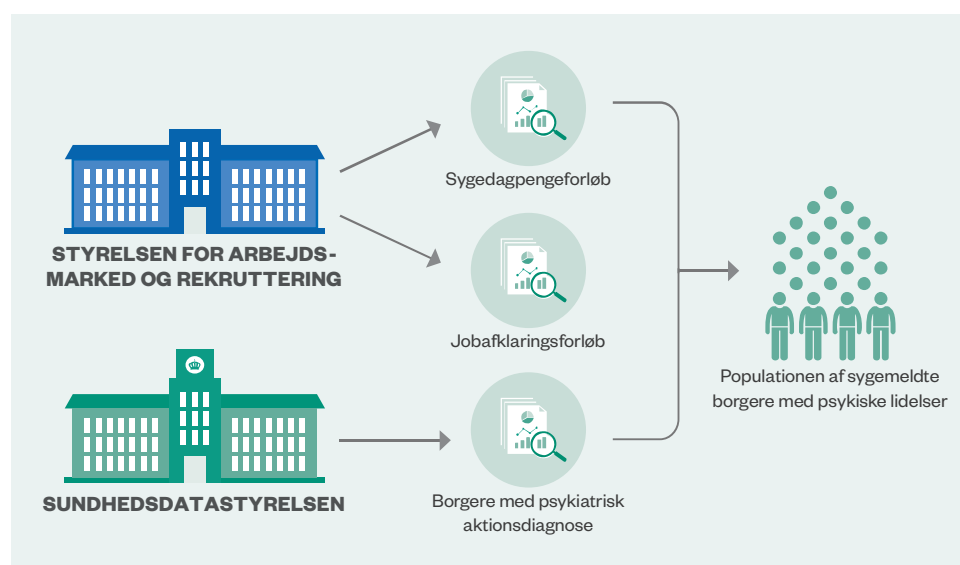 Sygedagpengeforløb
STYRELSEN FOR ARBEJDS-
MARKED OG REKRUTTERING
Jobafklaringsforløb
Populationen af sygemeldte
borgere med psykiske lidelser
SUNDHEDSDATASTYRELSEN
Borgere med psykiatrisk
aktionsdiagnose